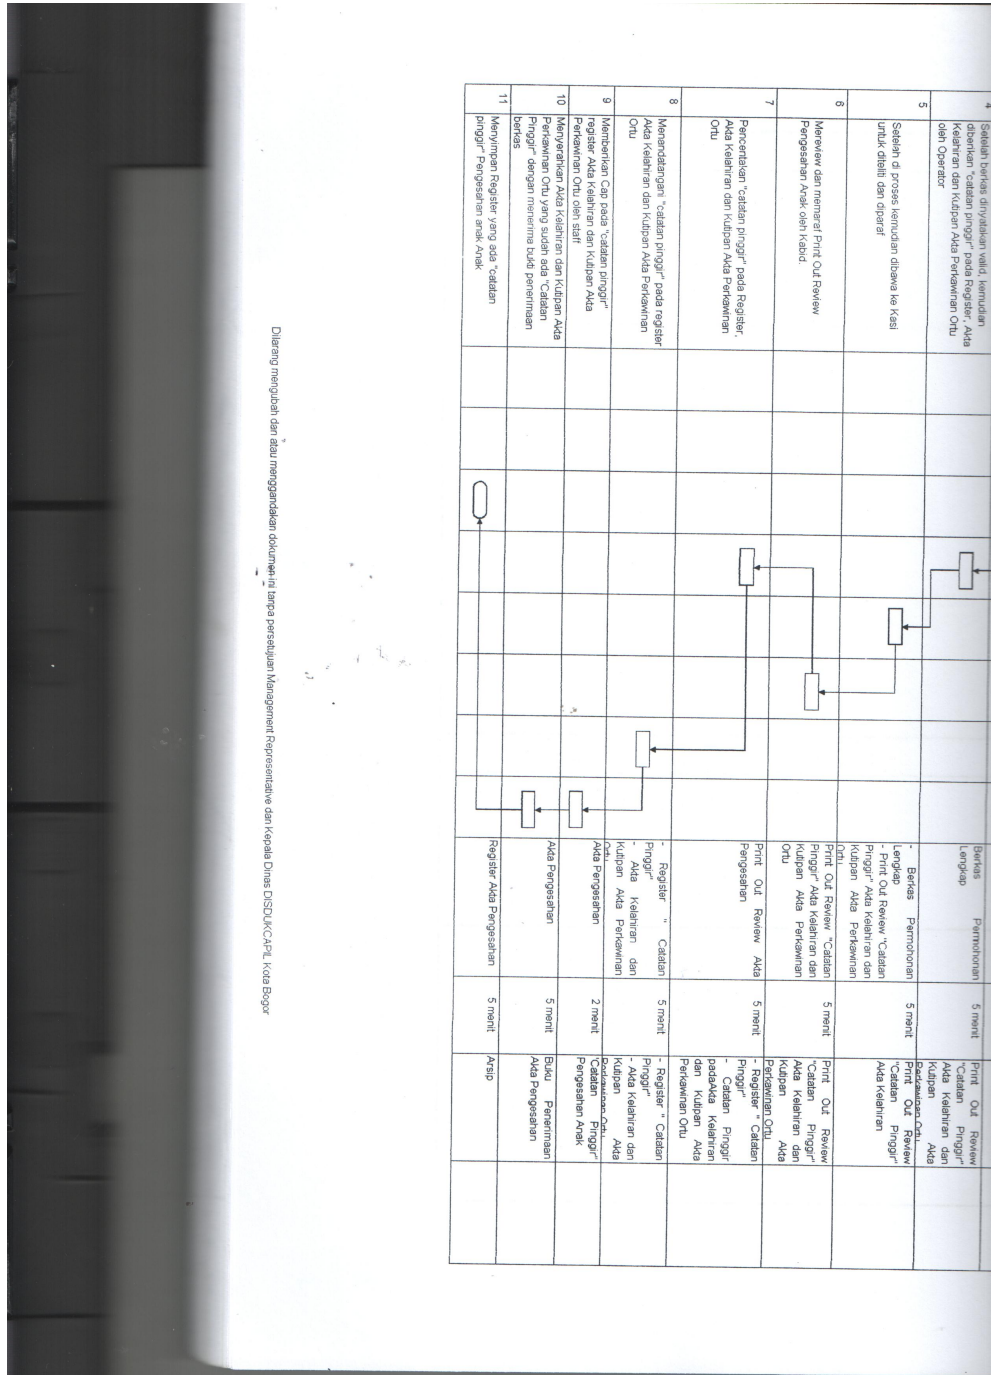 4
Setelah berkas dinyatakan valid, kemudian
diberikan "catatan pinggir" pada Register, Akta
Kelahiran dan Kutipan Akta Perkawinan Ortu
oleh Operator
Berkas Permohonan
Lengkap
5 menit
Print Out Review
"Catatan Pinggir"
Akta Kelahiran dan
Kutipan Akta
Perkawinan Ortu
5
Setelah di proses kemudian dibawa ke Kasi
untuk diteliti dan diparaf
- Berkas Permohonan
Lengkap
- Print Out Review "Catatan
Pinggir" Akta Kelahiran dan
Kutipan Akta Perkawinan
Ortu
5 menit
Print Out Review
"Catatan Pinggir"
Akta Kelahiran
6
Mereview dan memaraf Print Out Review
Pengesahan Anak oleh Kabid.
Print Out Review "Catatan
Pinggir" Akta Kelahiran dan
Kutipan Akta Perkawinan
Ortu
5 menit
Print Out Review
"Catatan Pinggir"
Akta Kelahiran dan
Kutipan Akta
Perkawinan Ortu
7
Pencentakan "catatan pinggir" pada Register,
Akta Kelahiran dan Kutipan Akta Perkawinan
Ortu
Print Out Review Akta
Pengesahan
5 menit
- Register " Catatan
Pinggir"
- Catatan Pinggir
padaAkta Kelahiran
dan Kutipan Akta
Perkawinan Ortu
8
Menandatangani "catatan pinggir" pada register
Akta Kelahiran dan Kutipan Akta Perkawinan
Ortu
- Register " Catatan
Pinggir"
- Akta Kelahiran dan
Kutipan Akta Perkawinan
Ortu
5 menit
- Register " Catatan
Pinggir"
- Akta Kelahiran dan
Kutipan Akta
Perkawinan Ortu
9
Memberikan Cap pada "catatan pinggir"
register Akta Kelahiran dan Kutipan Akta
Perkawinan Ortu oleh staff
Akta Pengesahan
2 menit
'Catatan Pinggir"
Pengesahan Anak
10
Menyerahkan Akta Kelahiran dan Kutipan Akta
Perkawinan Ortu yang sudah ada "Catatan
Pinggir" dengan menerima bukti penerimaan
berkas
Akta Pengesahan
5 menit
Buku Penerimaan
Akta Pengesahan
11
Menyimpan Register yang ada "catatan
pinggir" Pengesahan anak Anak
Register Akta Pengesahan
5 menit
Arsip
Dilarang mengubah dan atau menggandakan dokumen ini tanpa persetujuan Management Representative dan Kepala Dinas DISDUKCAPIL Kota Bogor